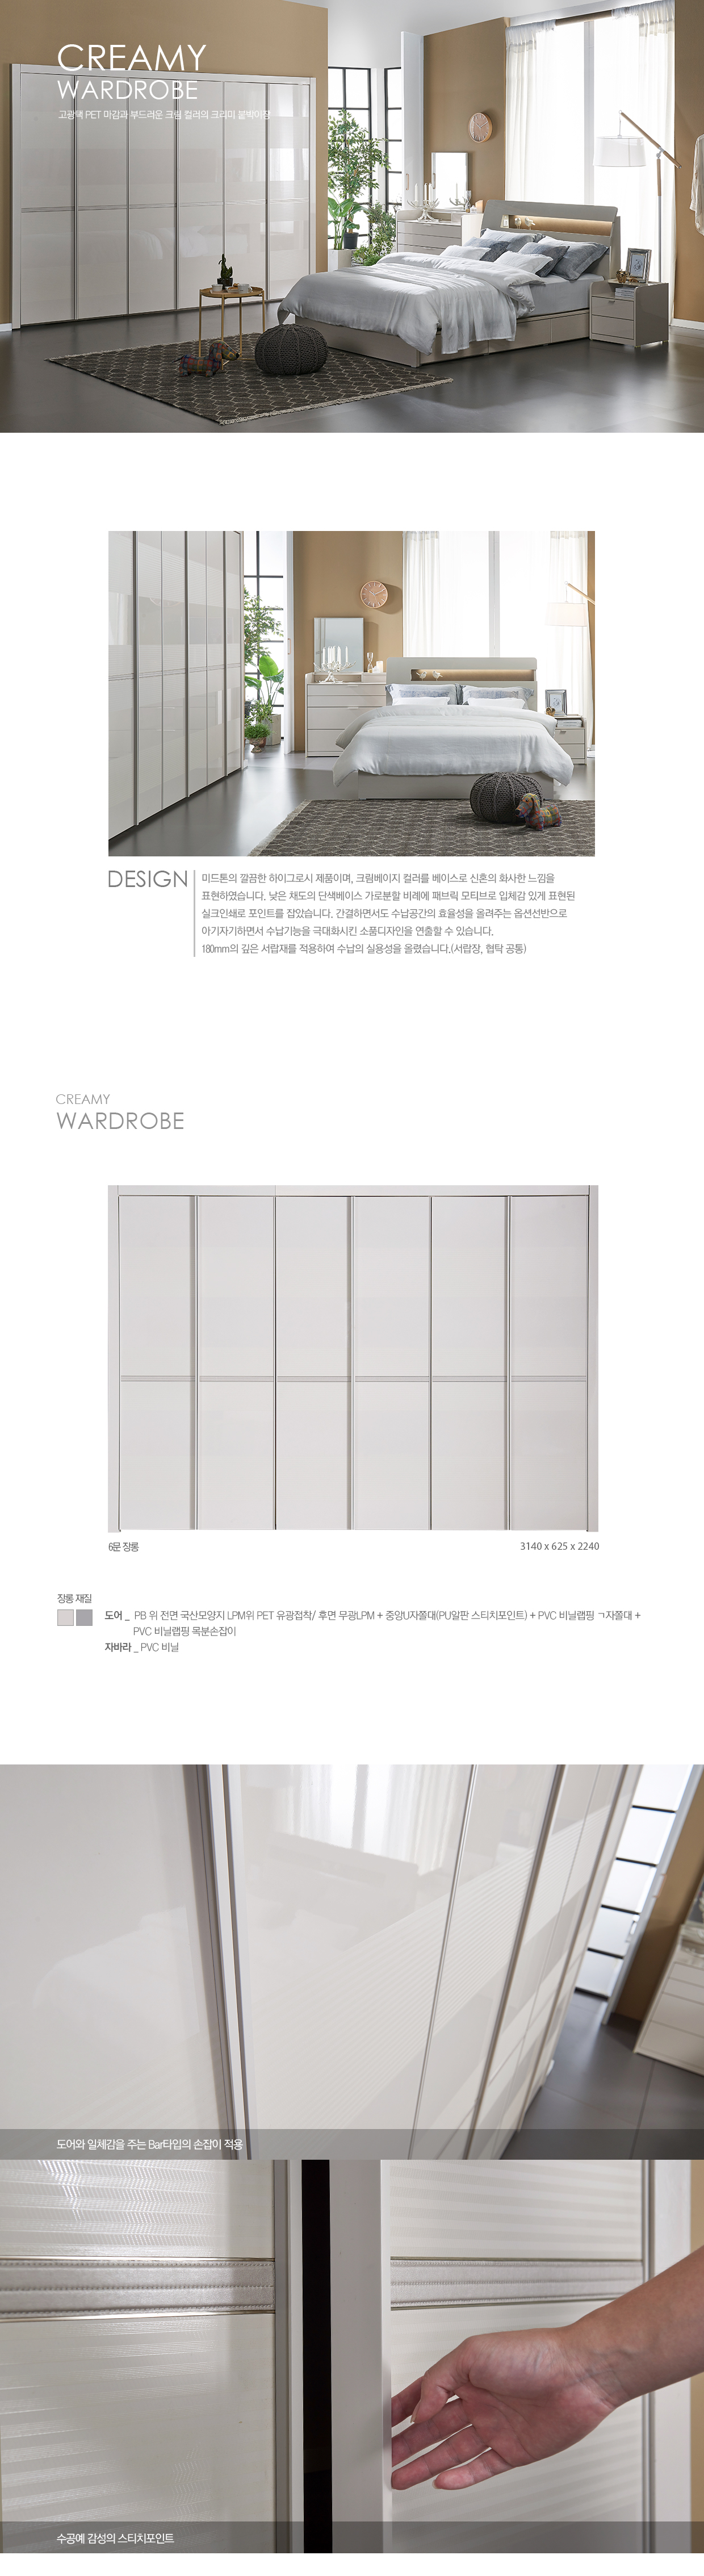 CREAMY
WARDROBE
고광택 PET 마감과 부드러운 크림 컬러의 크리미 붙박이장
DESIGN
미드톤의 깔끔한 하이그로시 제품이며, 크림베이지 컬러를 베이스로 신혼의 화사한 느낌을
표현하였습니다. 낮은 채도의 단색베이스 가로분할 비례에 패브릭 모티브로 입체감 있게 표현된
실크인쇄로 포인트를 잡았습니다. 간결하면서도 수납공간의 효율성을 올려주는 옵션선반으로
아기자기하면서 수납기능을 극대화시킨 소품디자인을 연출할 수 있습니다.
180mm의 깊은 서랍재를 적용하여 수납의 실용성을 올렸습니다.(서랍장, 협탁 공통)
CREAMY
WARDROBE
6문 장롱
3140 x 625 x 2240
장롱 재질
도어 _ PB 위 전면 국산모양지 LPM위 PET 유광접착/ 후면 무광LPM + 중앙U자쫄대(PU알판 스티치포인트) + PVC 비닐랩핑 ㄱ자쫄대 +
PVC 비닐랩핑 목분손잡이
자바라 _ PVC 비닐
도어와 일체감을 주는 Bar타입의 손잡이 적용
수공예 감성의 스티치포인트